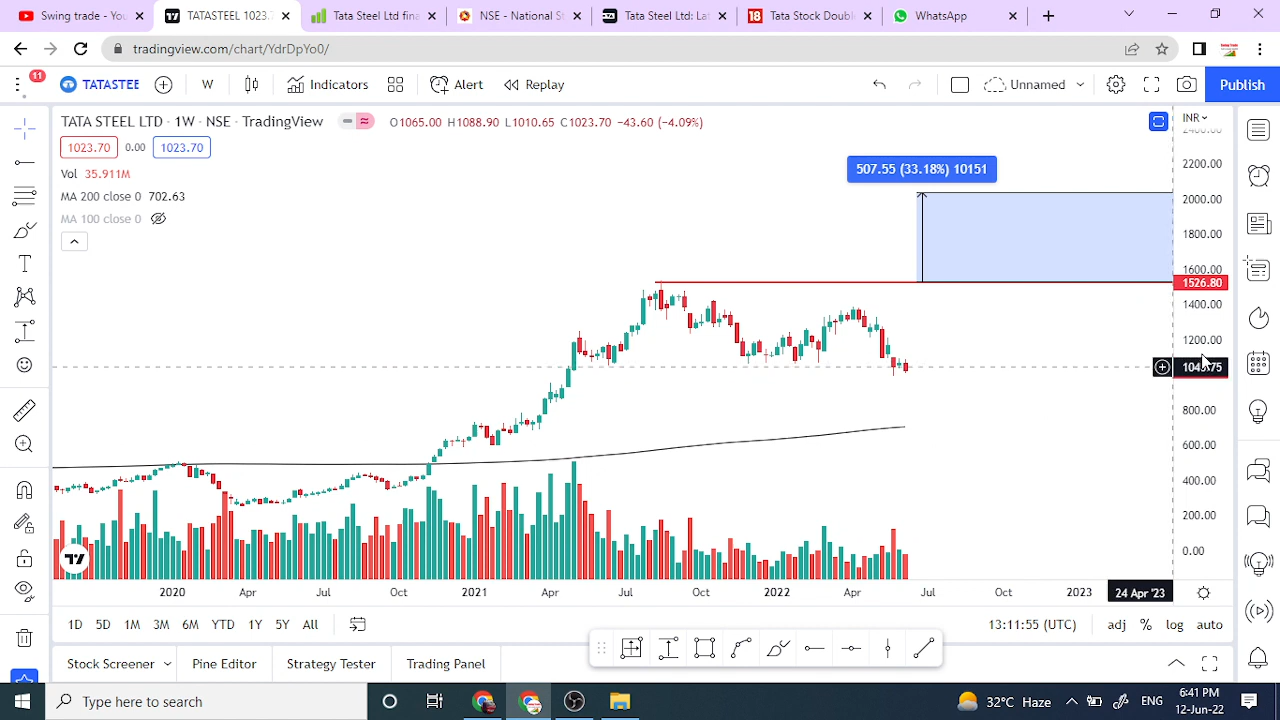 Swing - You
TATASTEEL 1023.
Tata Steel Ltd fina
NSE - National S
Tata Steel Ltd: La
Tata Stock Doub
WhatsApp
tradingview.com/chart/YdrDpYo0/
11
TATASTEE
W
Indicators
Alert
Replay
Unnamed
Publish
TATA STEEL LTD · 1W · NSE · TradingView
O1065.00 H1088.90 L1010.65 C1023.70 −43.60 (−4.09%)
INR
2400.00
1023.70
0.00
1023.70
507.55 (33.18%) 10151
2200.00
Vol 35.911M
MA 200 close 0 702.63
2000.00
MA 100 close 0
1800.00
1600.00
1526.80
1400.00
1200.00
800.00
600.00
400.00
200.00
0.00
2020
Apr
Jul
Oct
2021
Apr
Jul
Oct
2022
Apr
Jul
Oct
2023
24 Apr '23
1D
5D
1M
3M
6M
YTD
1Y
5Y
All
13:11:55 (UTC)
adj
%
log
auto
Stock Screener
Pine Editor
Strategy Tester
Trading Panel
Type here to search
32°C Haze
ENG
6:41 PM
12-Jun-22